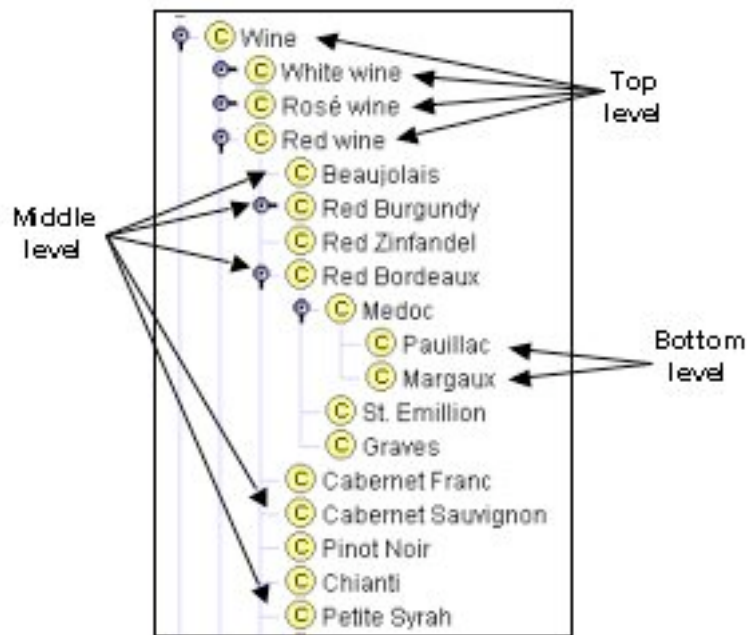 C Wine
C White wine
C Rosé wine
C Red wine
C Beaujolais
C Red Burgundy
C Red Zinfandel
C Red Bordeaux
C Medoc
C Pauillac
C Margaux
C St. Emillion
C Graves
C Cabernet Franc
C Cabernet Sauvignon
C Pinot Noir
C Chianti
C Petite Syrah
Top
level
Middle
level
Bottom
level